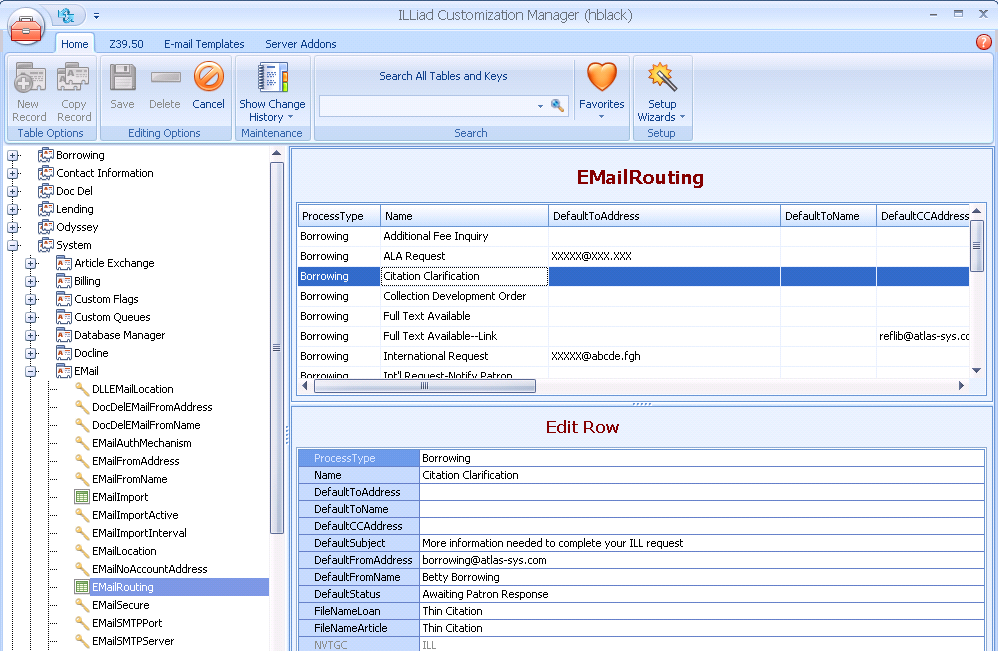 ILLiad Customization Manager (hblack)
Home Z39.50 E-mail Templates Server Addons
New Record
Copy Record
Table Options
Save
Delete
Cancel
Editing Options
Show Change History
Maintenance
Search All Tables and Keys
Favorites
Search
Setup Wizards
Setup
Borrowing
Contact Information
Doc Del
Lending
Odyssey
System
Article Exchange
Billing
Custom Flags
Custom Queues
Database Manager
Docline
EMail
DLLEMailLocation
DocDelEMailFromAddress
DocDelEMailFromName
EMailAuthMechanism
EMailFromAddress
EMailFromName
EMailImport
EMailImportActive
EMailImportInterval
EMailLocation
EMailNoAccountAddress
EMailRouting
EMailSecure
EMailSMTPPort
EMailSMTPServer
EMailRouting
ProcessType Name DefaultToAddress DefaultToName DefaultCCAddress
Borrowing Additional Fee Inquiry
Borrowing ALA Request XXXXX@XXX.XXX
Borrowing Citation Clarification
Borrowing Collection Development Order
Borrowing Full Text Available
Borrowing Full Text Available--Link reflib@atlas-sys.co
Borrowing International Request XXXXX@abcde.fgh
Borrowing Int'l Request-Notify Patron
Edit Row
ProcessType Borrowing
Name Citation Clarification
DefaultToAddress
DefaultToName
DefaultCCAddress
DefaultSubject More information needed to complete your ILL request
DefaultFromAddress borrowing@atlas-sys.com
DefaultFromName Betty Borrowing
DefaultStatus Awaiting Patron Response
FileNameLoan Thin Citation
FileNameArticle Thin Citation
NVTGC ILL